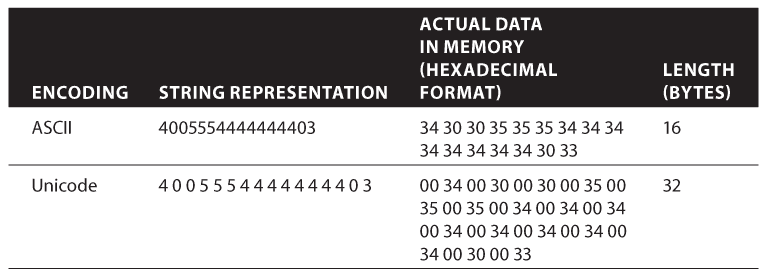 ENCODING STRING REPRESENTATION ACTUAL DATA IN MEMORY (HEXADECIMAL FORMAT) LENGTH (BYTES)
ASCII 4005554444444403 34 30 30 35 35 35 34 34 34 16
34 34 34 34 34 30 33
Unicode 4 0 0 5 5 5 4 4 4 4 4 4 4 4 0 3 00 34 00 30 00 30 00 35 00 32
35 00 35 00 34 00 34 00 34
00 34 00 34 00 34 00 34 00
34 00 30 00 33